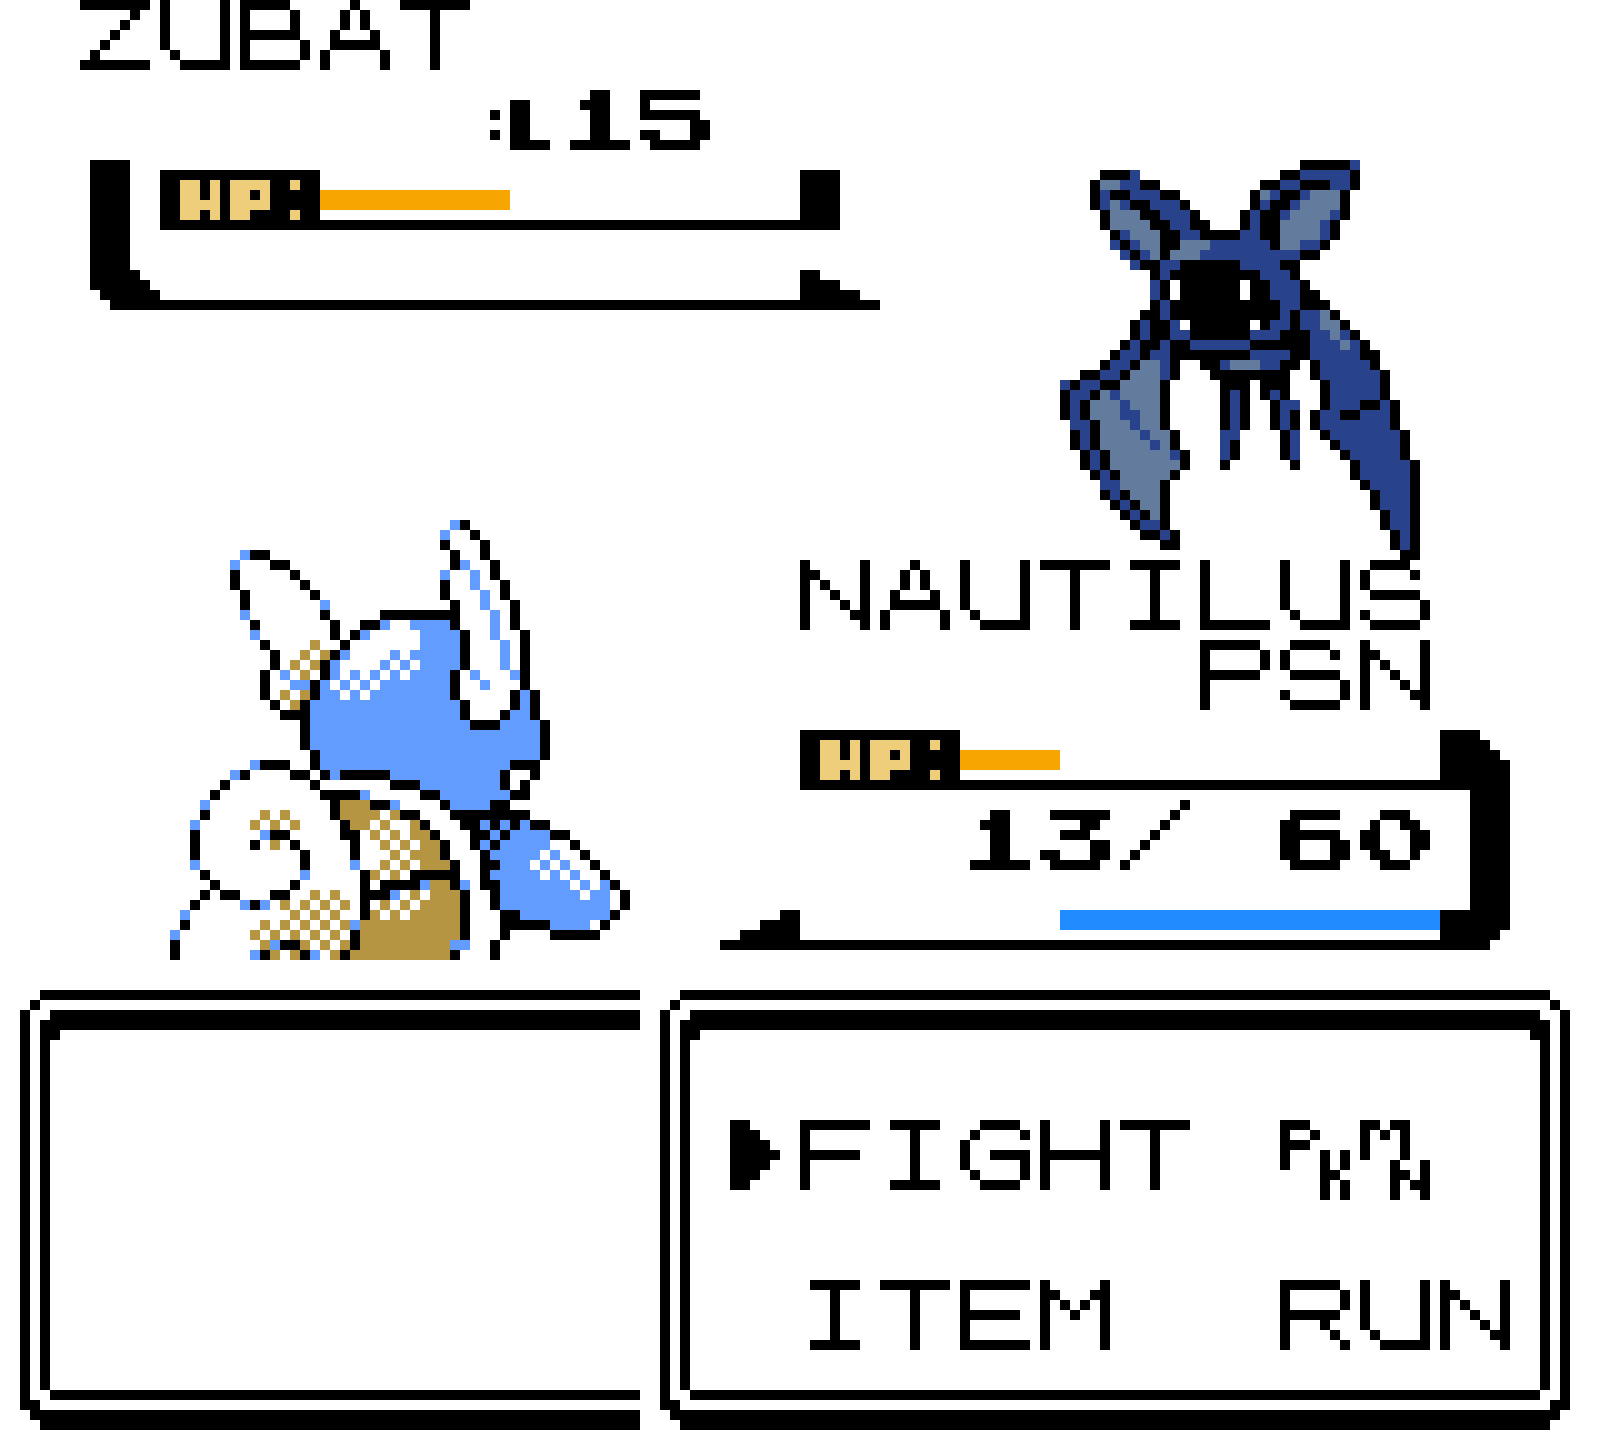 ZUBAT
:L15
HP:
NAUTILUS
PSN
HP:
13/ 60
▶FIGHT PKMN
ITEM RUN